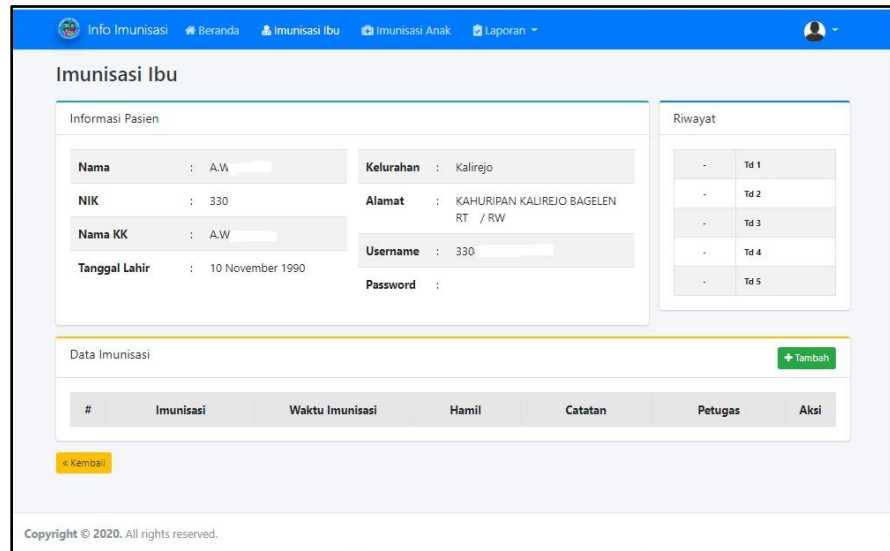 Info Imunisasi Beranda Imunisasi Ibu Imunisasi Anak Laporan
Imunisasi Ibu
Informasi Pasien
Nama : A.W
NIK : 330
Nama KK : A.W
Tanggal Lahir : 10 November 1990
Kelurahan : Kalirejo
Alamat : KAHURIPAN KALIREJO BAGELEN
RT / RW
Username : 330
Password :
Riwayat
- Td 1
- Td 2
- Td 3
- Td 4
- Td 5
Data Imunisasi
+ Tambah
# Imunisasi Waktu Imunisasi Hamil Catatan Petugas Aksi
« Kembali
Copyright © 2020. All rights reserved.